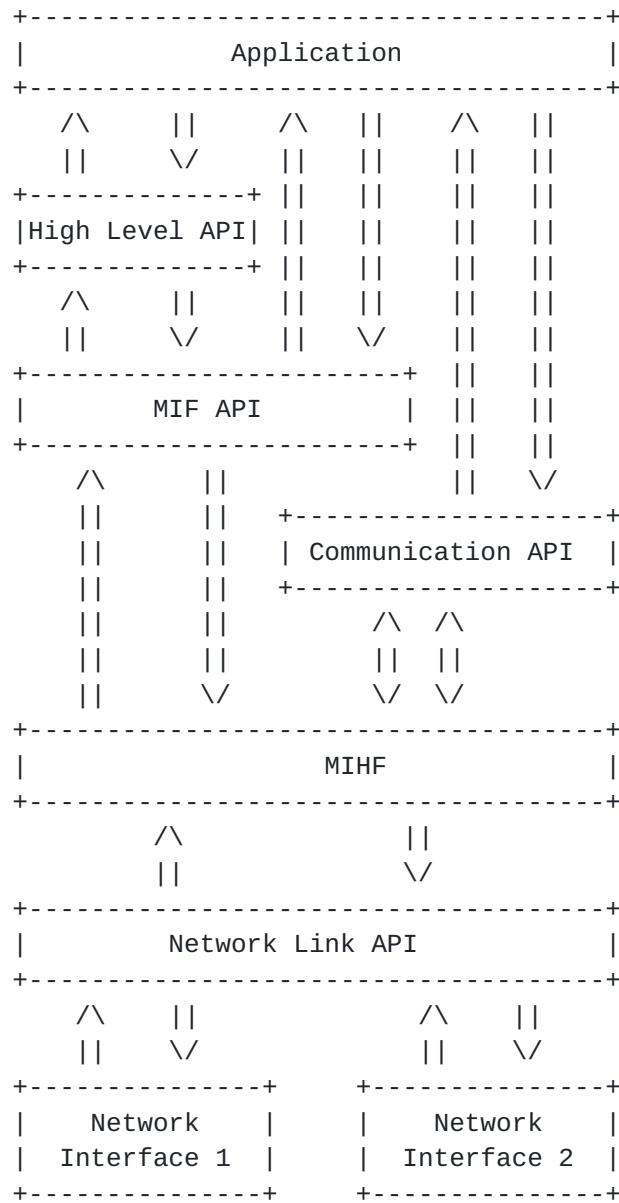 Application
High Level API
MIF API
Communication API
MIHF
Network Link API
Network Network
Interface 1 Interface 2